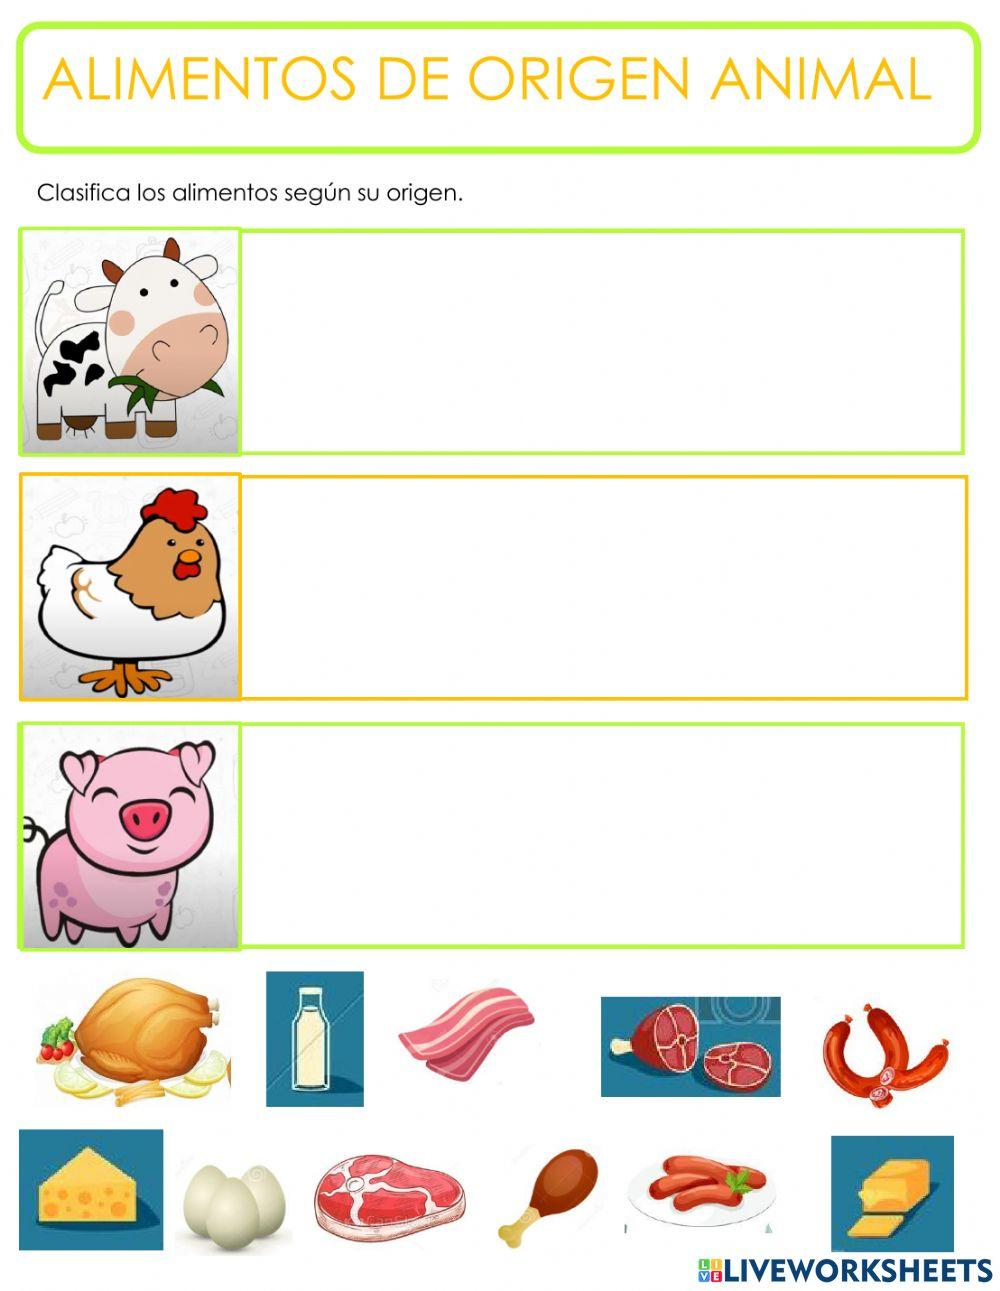 ALIMENTOS DE ORIGEN ANIMAL
Clasifica los alimentos según su origen.
LIVEWORKSHEETS